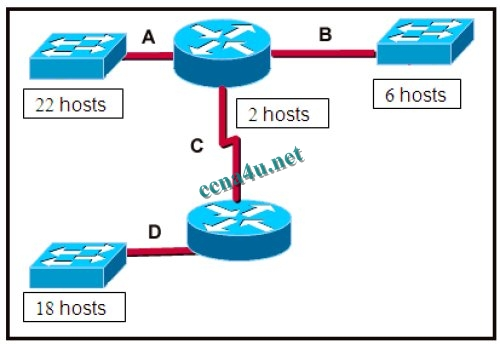 A
B
22 hosts
2 hosts
6 hosts
C
ccna4u.net
D
18 hosts